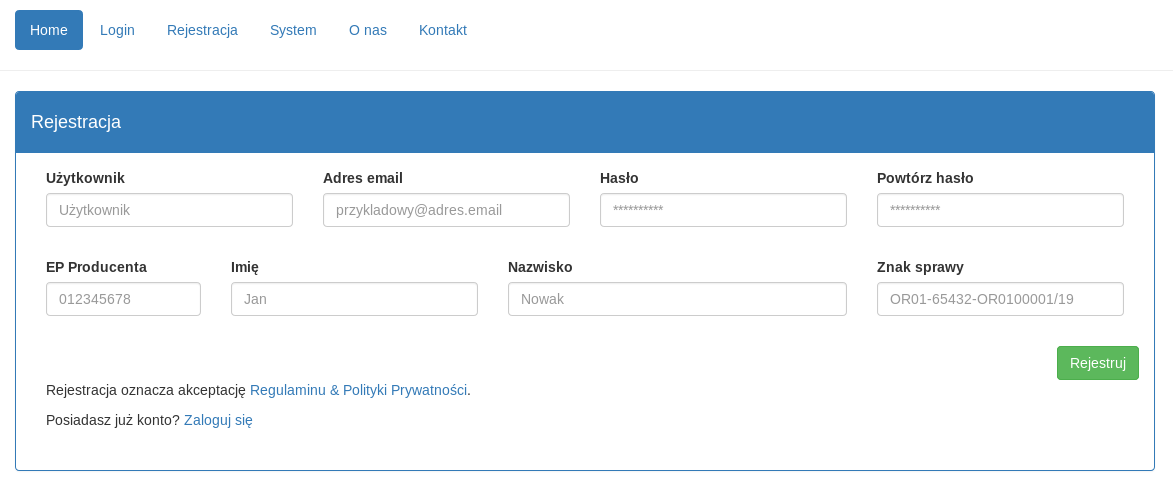 Home Login Rejestracja System O nas Kontakt
Rejestracja
Użytkownik Adres email Hasło Powtórz hasło
Użytkownik przykladowy@adres.email ********** **********
EP Producenta Imię Nazwisko Znak sprawy
012345678 Jan Nowak OR01-65432-OR0100001/19
Rejestruj
Rejestracja oznacza akceptację Regulaminu & Polityki Prywatności.
Posiadasz już konto? Zaloguj się